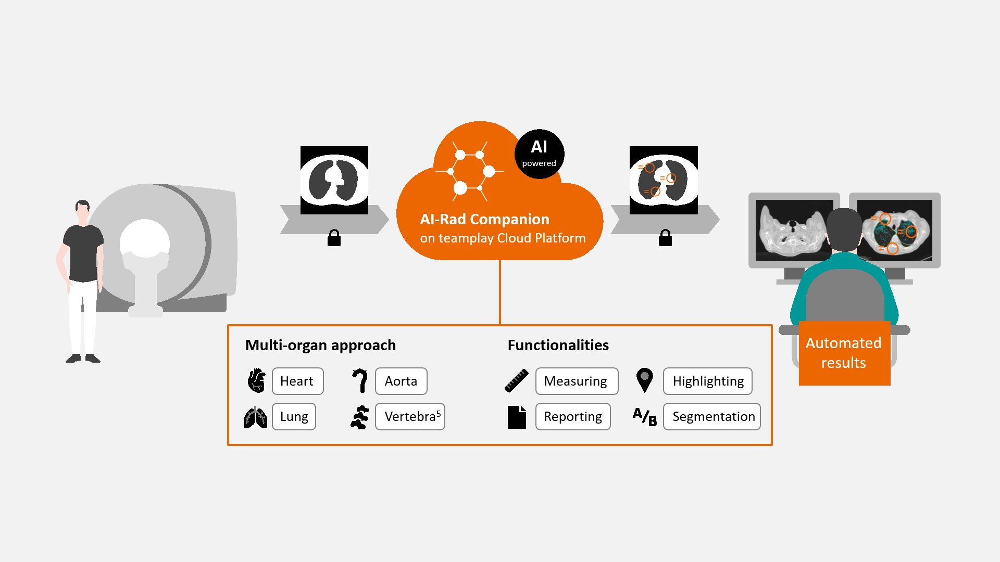 AI
powered
AI-Rad Companion
on teamplay Cloud Platform
Multi-organ approach
Heart
Aorta
Lung
Vertebra⁵
Functionalities
Measuring
Highlighting
Reporting
A/B
Segmentation
Automated
results